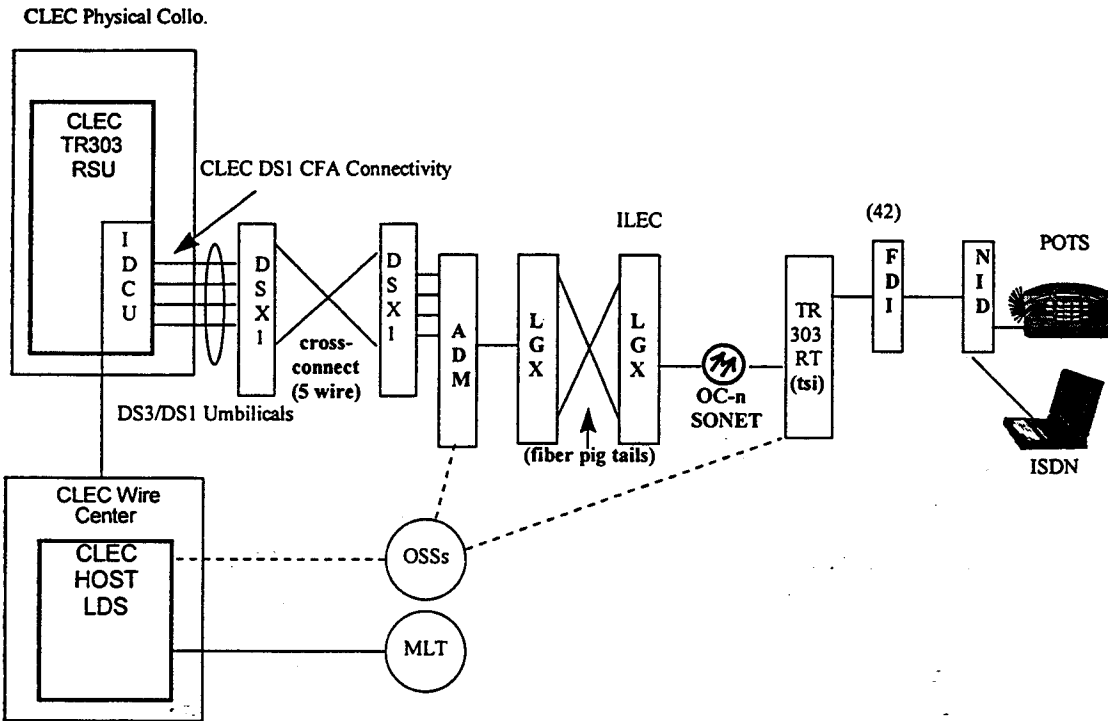 CLEC Physical Collo.
CLEC
TR303
RSU
CLEC DS1 CFA Connectivity
I
D
C
U
D
S
X
1
cross-
connect
(5 wire)
D
S
X
1
A
D
M
L
G
X
ILEC
L
G
X
(fiber pig tails)
OC-n
SONET
TR
303
RT
(tsi)
(42)
F
D
I
N
I
D
POTS
ISDN
DS3/DS1 Umbilicals
CLEC Wire
Center
CLEC
HOST
LDS
OSSs
MLT